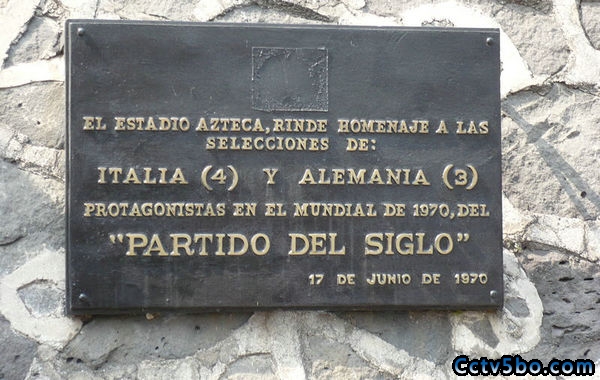 EL ESTADIO AZTECA, RINDE HOMENAJE A LAS
SELECCIONES DE:
ITALIA (4) Y ALEMANIA (3)
PROTAGONISTAS EN EL MUNDIAL DE 1970, DEL
"PARTIDO DEL SIGLO"
17 DE JUNIO DE 1970
Cctv5bo.com